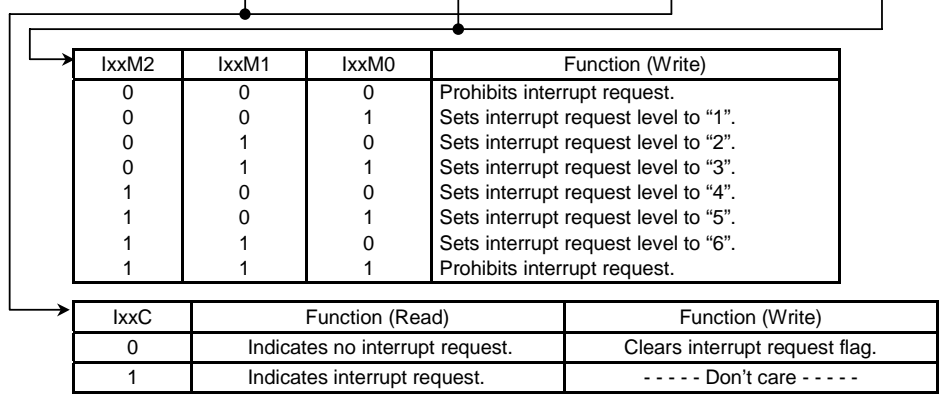 IxxM2 IxxM1 IxxM0 Function (Write)
0 0 0 Prohibits interrupt request.
0 0 1 Sets interrupt request level to “1”.
0 1 0 Sets interrupt request level to “2”.
0 1 1 Sets interrupt request level to “3”.
1 0 0 Sets interrupt request level to “4”.
1 0 1 Sets interrupt request level to “5”.
1 1 0 Sets interrupt request level to “6”.
1 1 1 Prohibits interrupt request.
IxxC Function (Read) Function (Write)
0 Indicates no interrupt request. Clears interrupt request flag.
1 Indicates interrupt request. - - - - - Don’t care - - - - -